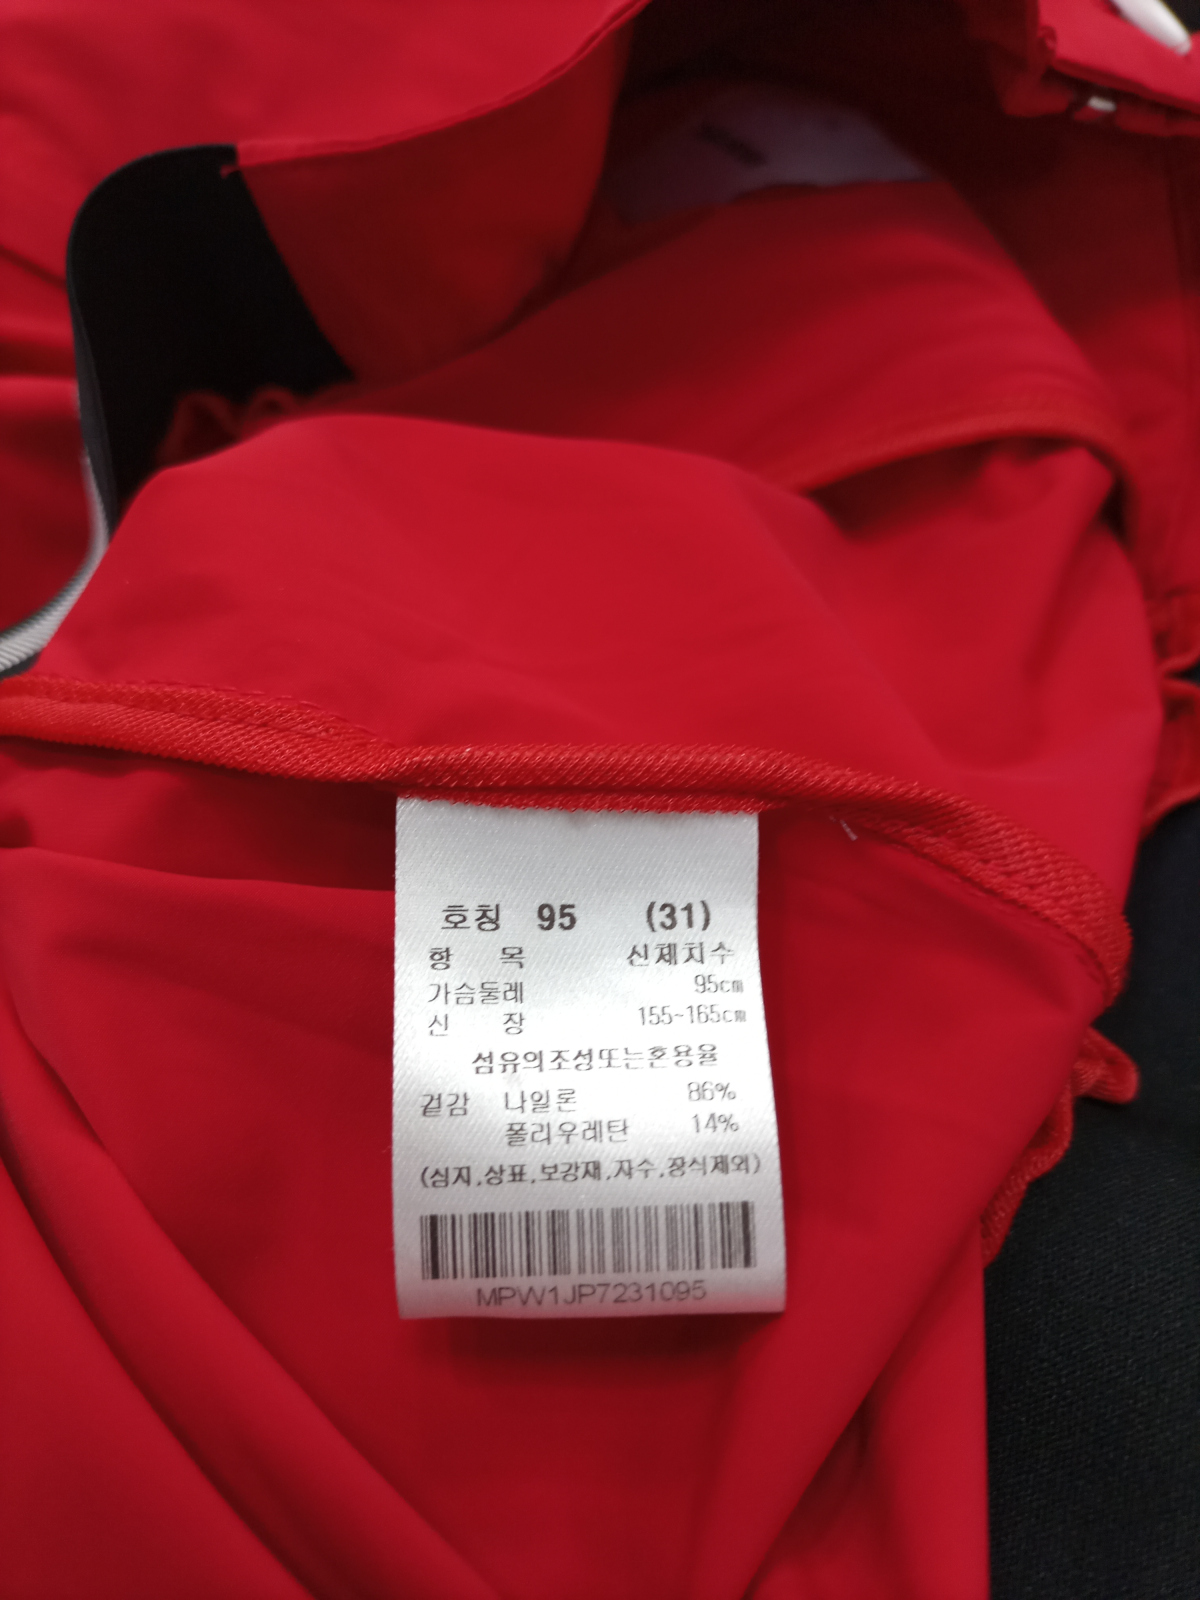 호칭 95 (31)
항 목 신체치수
가슴둘레 95cm
신 장 155~165cm
섬유의조성또는혼용율
겉감 나일론 86%
폴리우레탄 14%
(심지,상표,보강재,자수,장식제외)
MPW1JP7231095